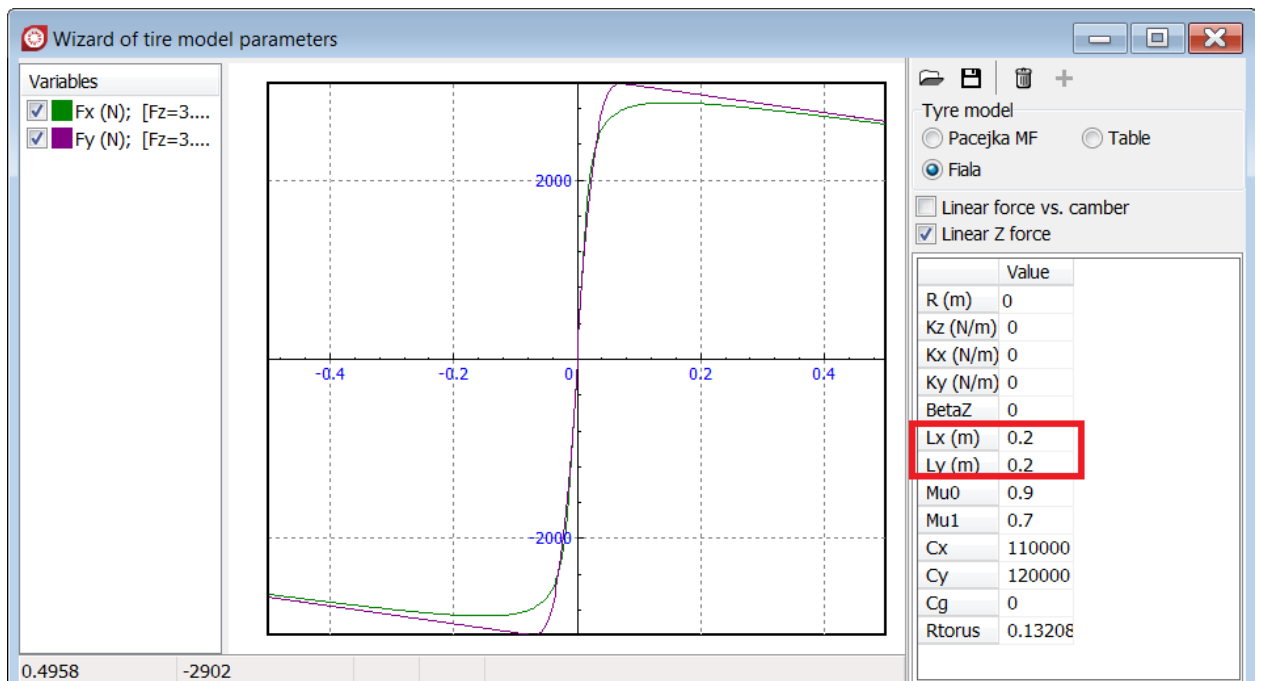 Wizard of tire model parameters
Variables
Fx (N); [Fz=3....
Fy (N); [Fz=3....
2000
-0.4 -0.2 0 0.2 0.4
-2000
Tyre model
Pacejka MF Table
Fiala
Linear force vs. camber
Linear Z force
Value
R (m) 0
Kz (N/m) 0
Kx (N/m) 0
Ky (N/m) 0
BetaZ 0
Lx (m) 0.2
Ly (m) 0.2
Mu0 0.9
Mu1 0.7
Cx 110000
Cy 120000
Cg 0
Rtorus 0.13208
0.4958 -2902